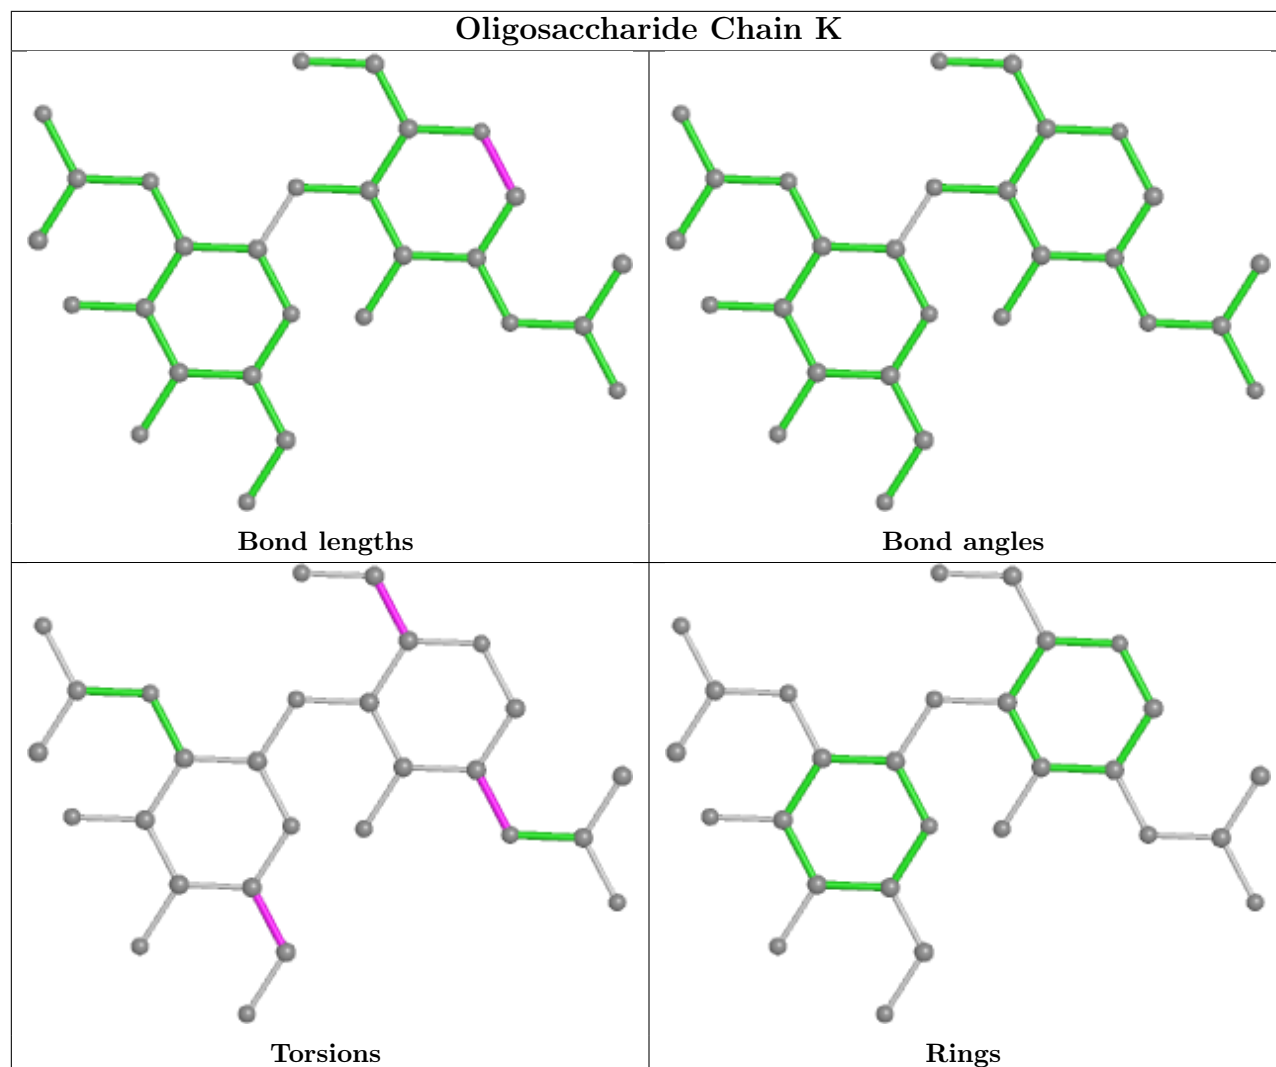 Oligosaccharide Chain K
Bond lengths
Bond angles
Torsions
Rings